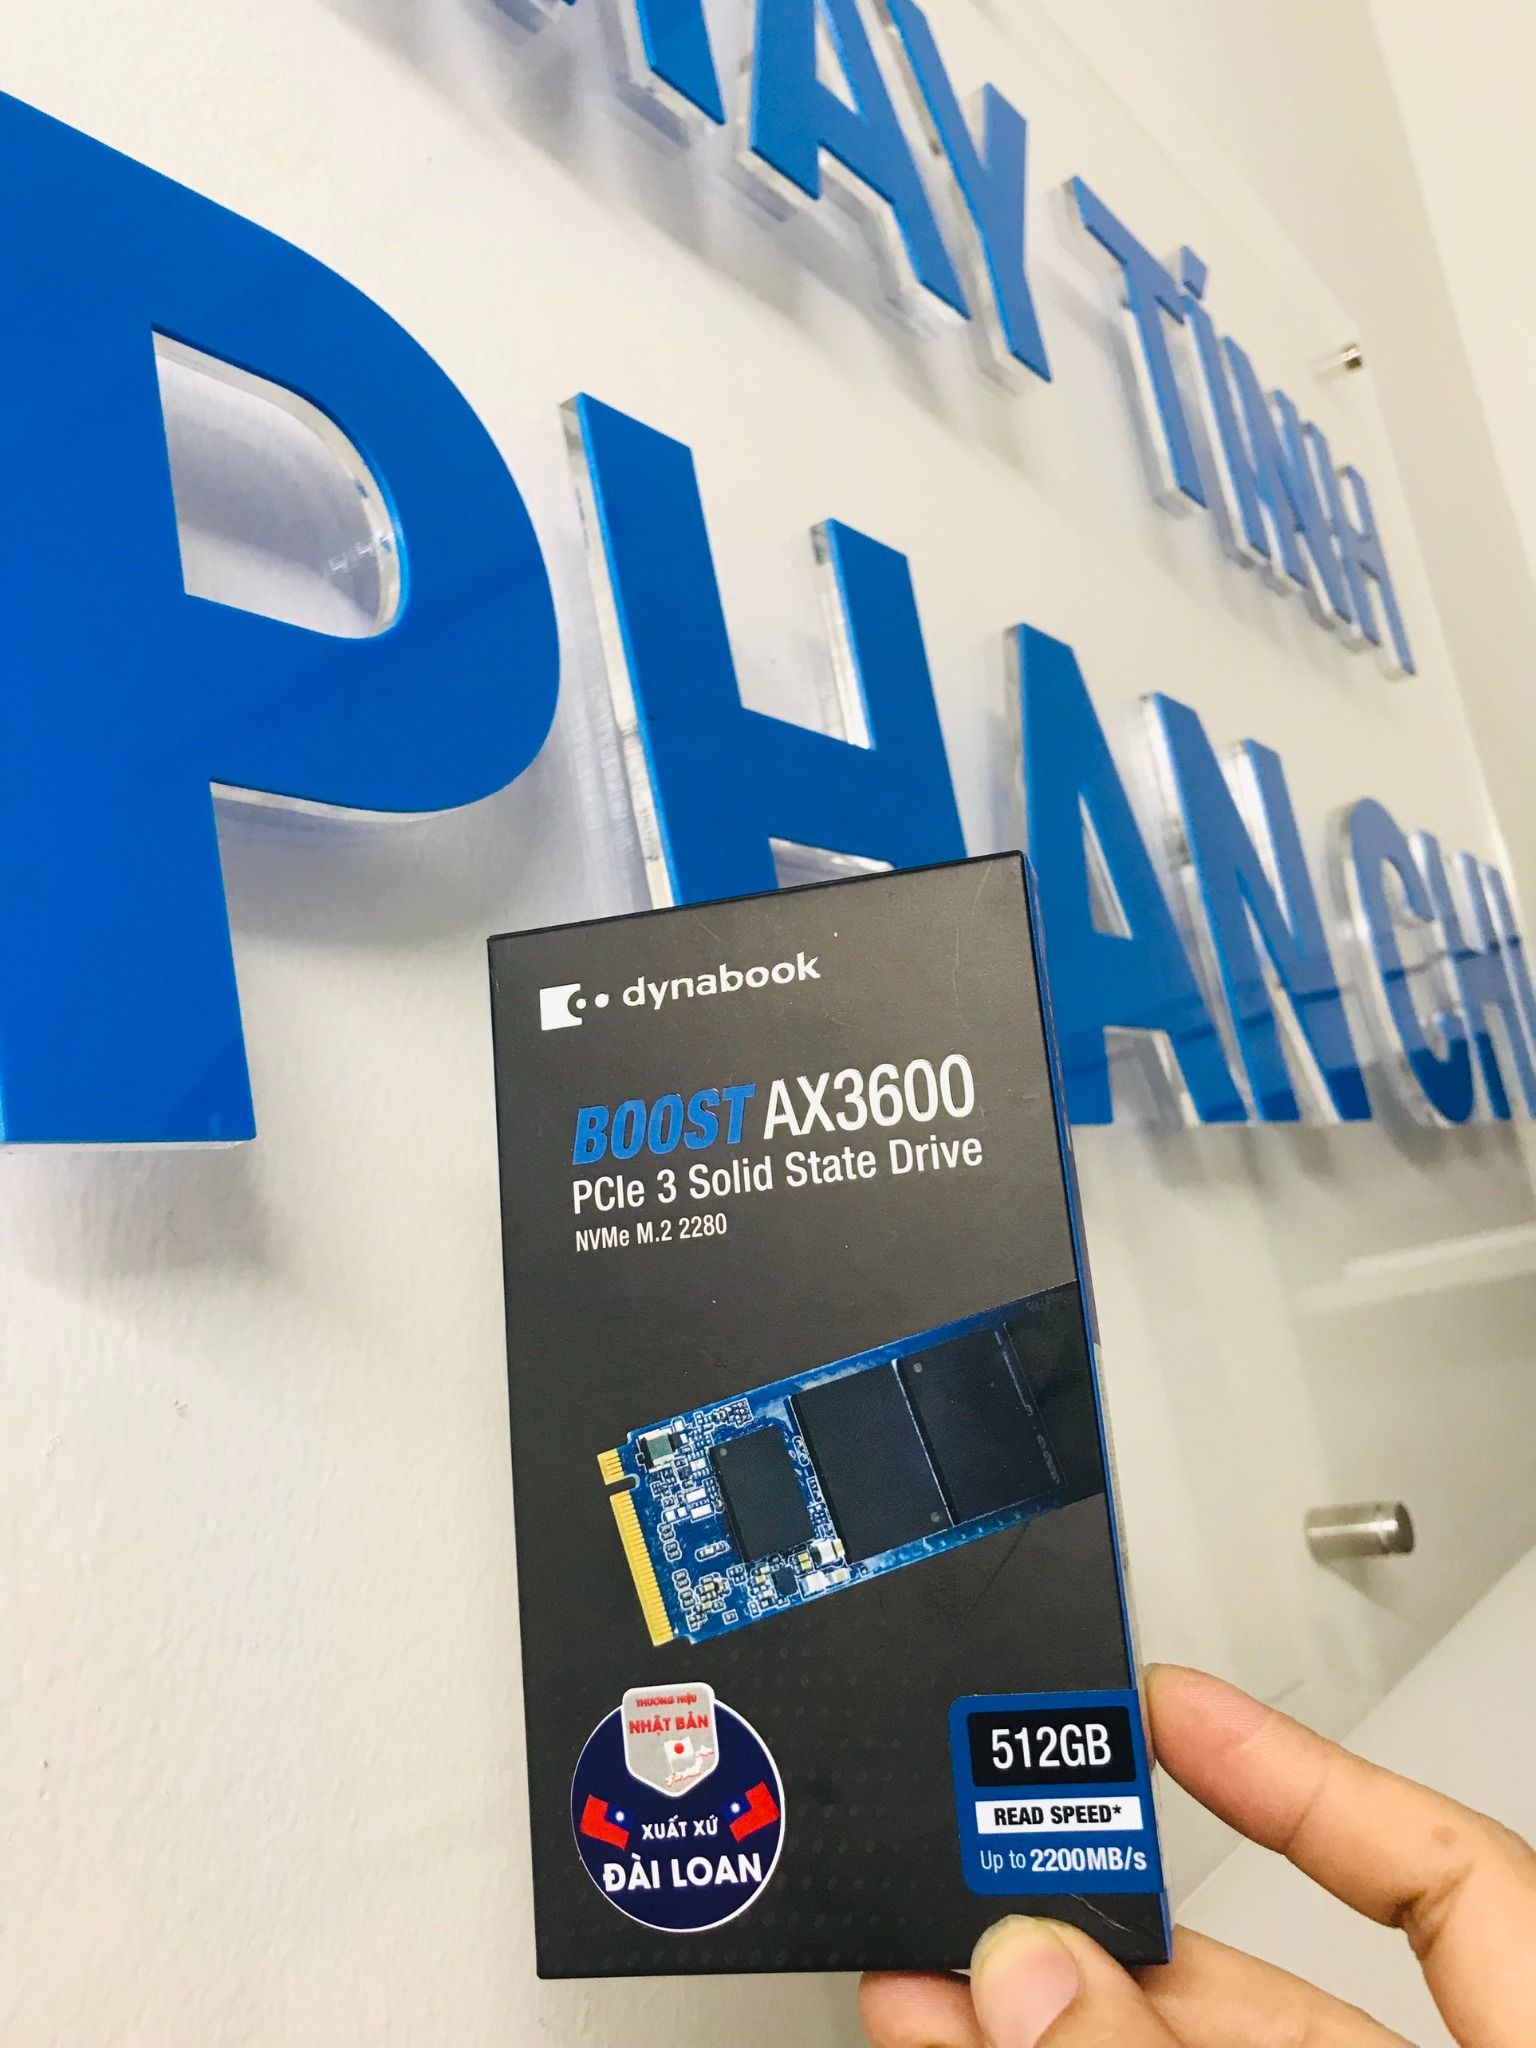 MÁY TÍNH
PHAN CHU
dynabook
BOOST AX3600
PCIe 3 Solid State Drive
NVMe M.2 2280
THƯƠNG HIỆU
NHẬT BẢN
XUẤT XỨ
ĐÀI LOAN
512GB
READ SPEED*
Up to 2200MB/s